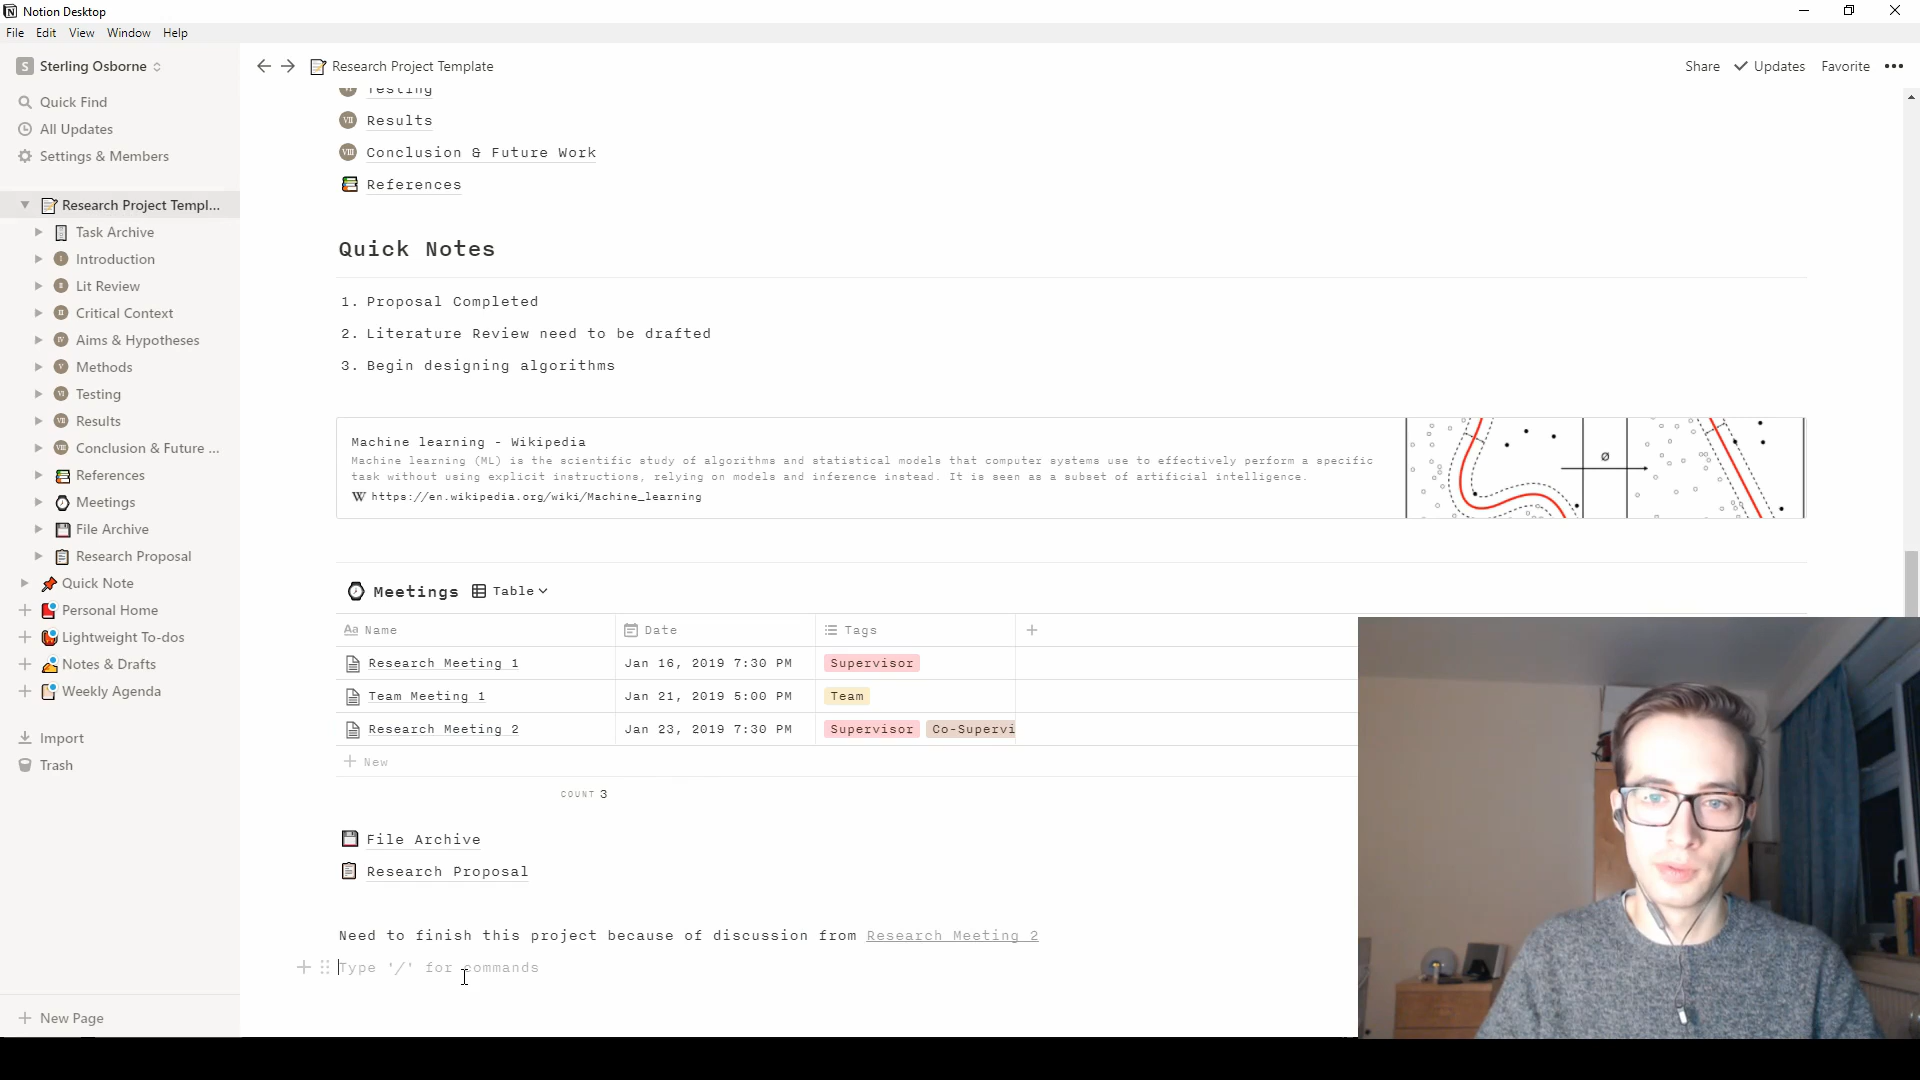 Notion Desktop
File Edit View Window Help
Sterling Osborne
Research Project Template
Share Updates Favorite
Quick Find
All Updates
Settings & Members
Research Project Templ...
Task Archive
Introduction
Lit Review
Critical Context
Aims & Hypotheses
Methods
Testing
Results
Conclusion & Future ...
References
Meetings
File Archive
Research Proposal
Quick Note
Personal Home
Lightweight To-dos
Notes & Drafts
Weekly Agenda
Import
Trash
New Page
Testing
VII Results
VIII Conclusion & Future Work
References
Quick Notes
1. Proposal Completed
2. Literature Review need to be drafted
3. Begin designing algorithms
Machine learning - Wikipedia
Machine learning (ML) is the scientific study of algorithms and statistical models that computer systems use to effectively perform a specific
task without using explicit instructions, relying on models and inference instead. It is seen as a subset of artificial intelligence.
W https://en.wikipedia.org/wiki/Machine_learning
Ø
Meetings Table
Aa Name Date Tags
Research Meeting 1 Jan 16, 2019 7:30 PM Supervisor
Team Meeting 1 Jan 21, 2019 5:00 PM Team
Research Meeting 2 Jan 23, 2019 7:30 PM Supervisor Co-Supervi
+ New
COUNT 3
File Archive
Research Proposal
Need to finish this project because of discussion from Research Meeting 2
Type '/' for commands